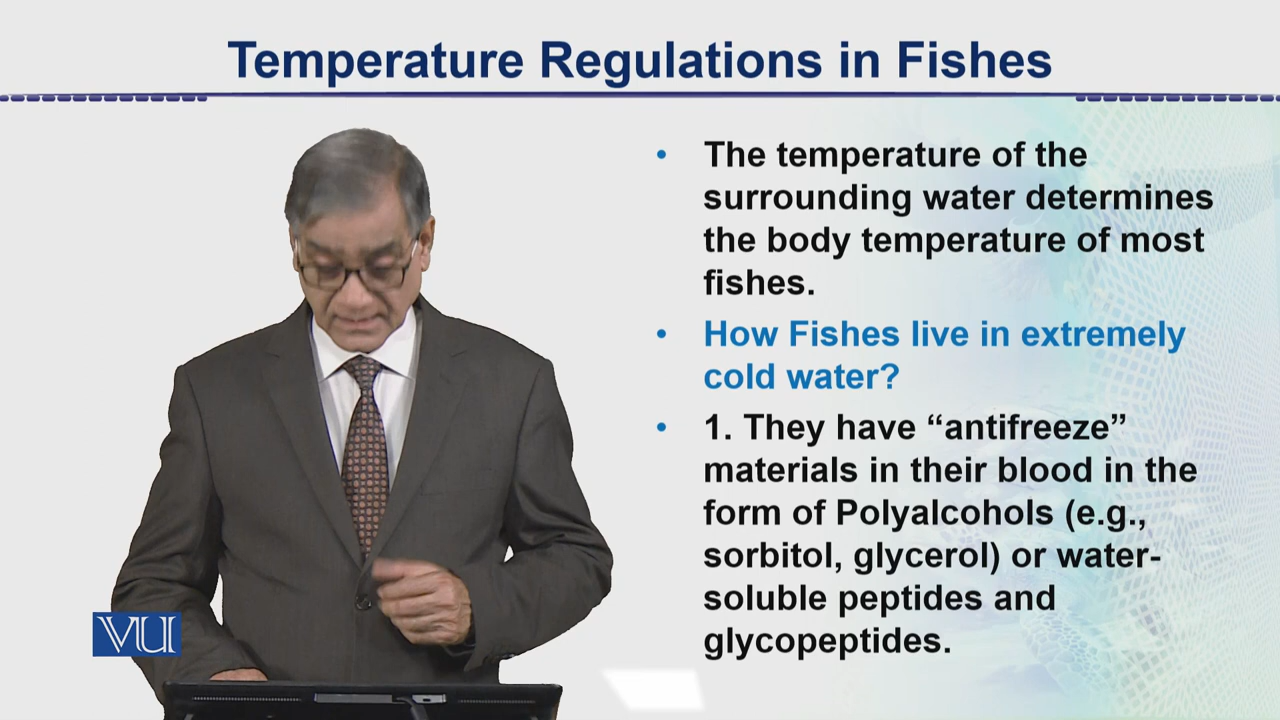 Temperature Regulations in Fishes
• The temperature of the
surrounding water determines
the body temperature of most
fishes.
• How Fishes live in extremely
cold water?
• 1. They have “antifreeze”
materials in their blood in the
form of Polyalcohols (e.g.,
sorbitol, glycerol) or water-
soluble peptides and
glycopeptides.
VU